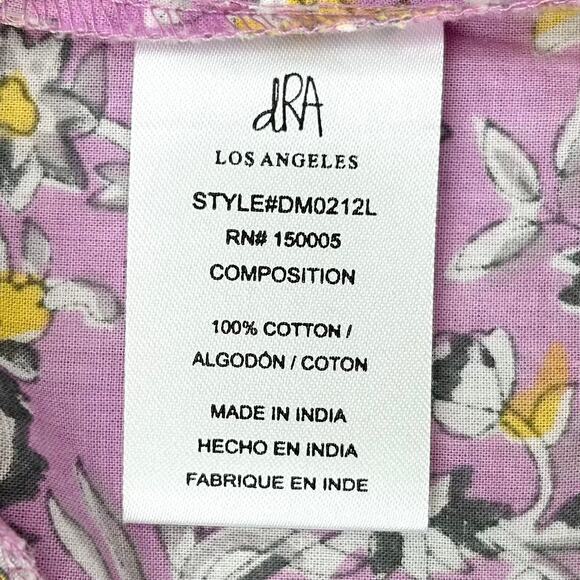 dRA
LOS ANGELES
STYLE#DM0212L
RN# 150005
COMPOSITION
100% COTTON /
ALGODÓN / COTON
MADE IN INDIA
HECHO EN INDIA
FABRIQUE EN INDE